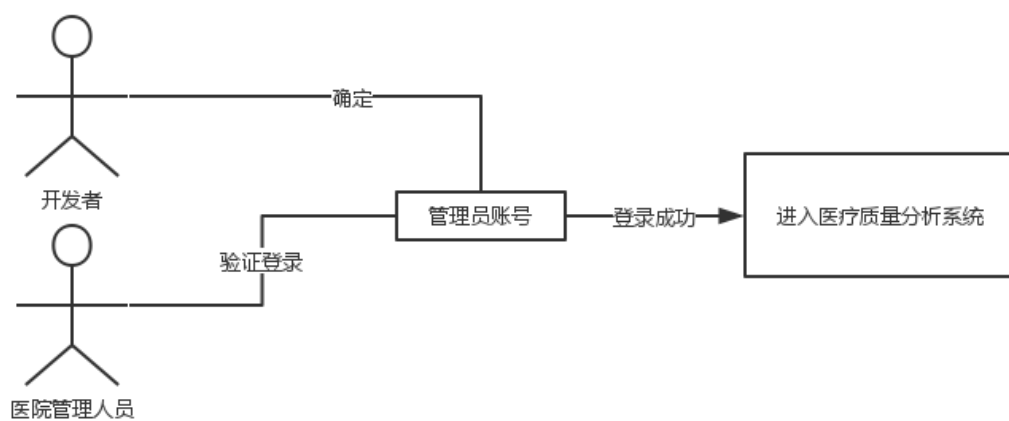 确定
开发者
管理员账号
登录成功
进入医疗质量分析系统
验证登录
医院管理人员